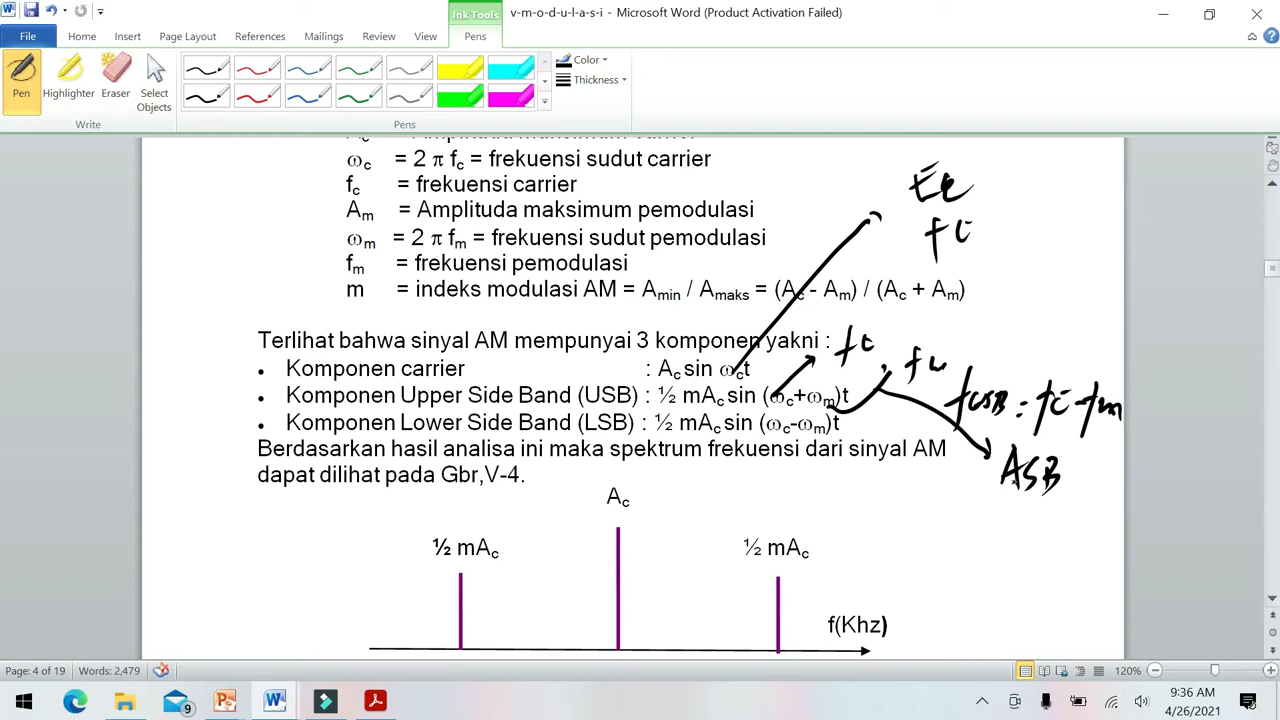 v-m-o-d-u-l-a-s-i - Microsoft Word (Product Activation Failed)
Ink Tools
File Home Insert Page Layout References Mailings Review View Pens
Pen Highlighter Eraser Select Objects
Color
Thickness
Write Pens
ωc = 2 π fc = frekuensi sudut carrier
fc = frekuensi carrier
Am = Amplituda maksimum pemodulasi
ωm = 2 π fm = frekuensi sudut pemodulasi
fm = frekuensi pemodulasi
m = indeks modulasi AM = Amin / Amaks = (Ac - Am) / (Ac + Am)
Ec
fc
Terlihat bahwa sinyal AM mempunyai 3 komponen yakni :
• Komponen carrier : Ac sin ωct
• Komponen Upper Side Band (USB) : ½ mAc sin (ωc+ωm)t
• Komponen Lower Side Band (LSB) : ½ mAc sin (ωc-ωm)t
fc
, fm
= fc - fm
ASB
Berdasarkan hasil analisa ini maka spektrum frekuensi dari sinyal AM
dapat dilihat pada Gbr,V-4.
Ac
½ mAc ½ mAc
f(Khz)
Page: 4 of 19 Words: 2,479 120%
9
9:36 AM
4/26/2021